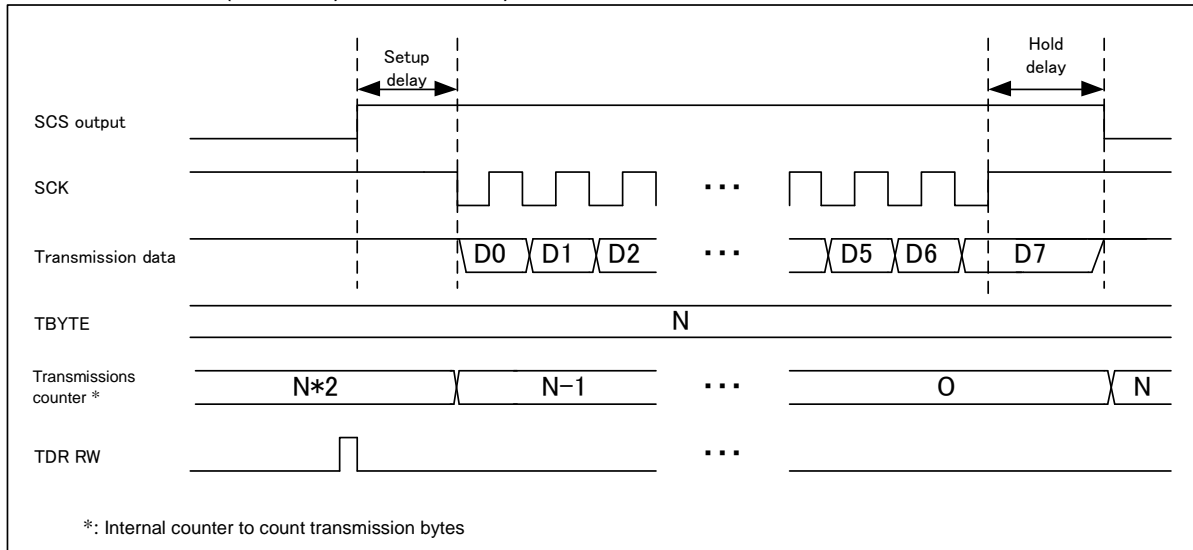 Setup
delay
Hold
delay
SCS output
SCK
...
Transmission data
D0 D1 D2 ... D5 D6 D7
TBYTE
N
Transmissions
counter *
N*2 N-1 ... 0 N
TDR RW
...
*: Internal counter to count transmission bytes